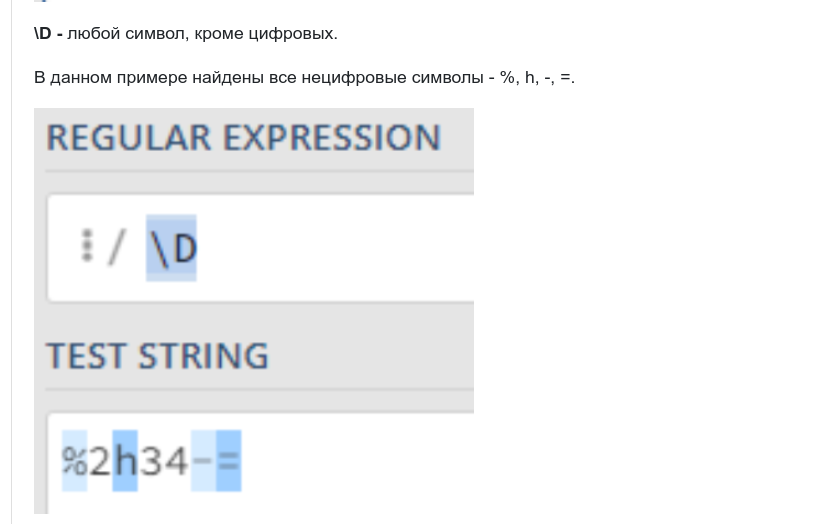 \D - любой символ, кроме цифровых.
В данном примере найдены все нецифровые символы - %, h, -, =.
REGULAR EXPRESSION
/ \D
TEST STRING
%2h34-=